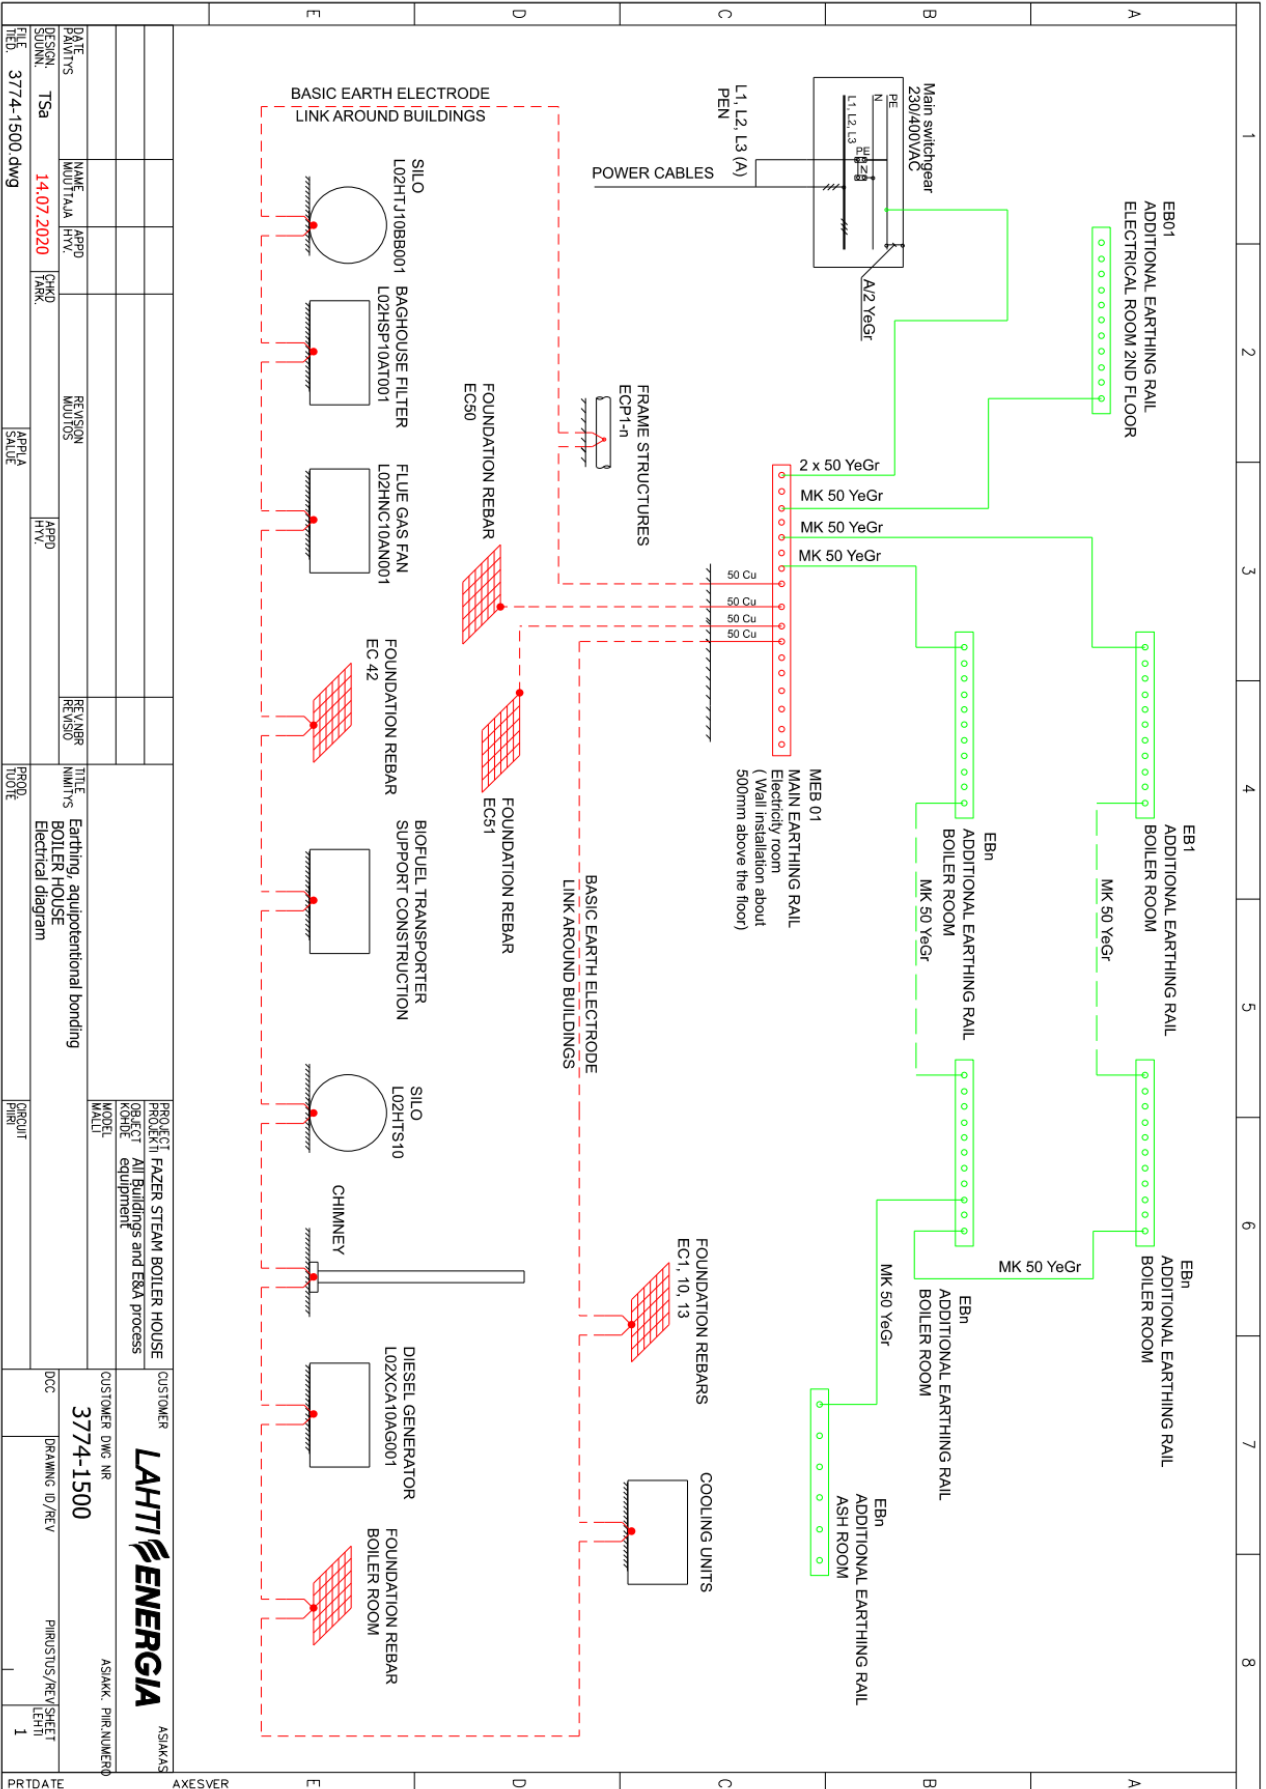 1
2
3
4
5
6
7
8
A
B
C
D
E
A
B
C
D
E
EB01
ADDITIONAL EARTHING RAIL
ELECTRICAL ROOM 2ND FLOOR
Main switchgear
230/400VAC
PE
N
L1, L2, L3
PE
N
A/2 YeGr
L1, L2, L3 (A)
PEN
POWER CABLES
2 x 50 YeGr
MK 50 YeGr
MK 50 YeGr
MK 50 YeGr
50 Cu
50 Cu
50 Cu
50 Cu
MEB 01
MAIN EARTHING RAIL
Electricity room
( Wall installation about
500mm above the floor)
EB1
ADDITIONAL EARTHING RAIL
BOILER ROOM
MK 50 YeGr
EBn
ADDITIONAL EARTHING RAIL
BOILER ROOM
MK 50 YeGr
EBn
ADDITIONAL EARTHING RAIL
BOILER ROOM
MK 50 YeGr
EBn
ADDITIONAL EARTHING RAIL
BOILER ROOM
MK 50 YeGr
EBn
ADDITIONAL EARTHING RAIL
ASH ROOM
FRAME STRUCTURES
ECP1-n
FOUNDATION REBAR
EC50
FOUNDATION REBAR
EC51
BASIC EARTH ELECTRODE
LINK AROUND BUILDINGS
FOUNDATION REBARS
EC1, 10, 13
COOLING UNITS
BASIC EARTH ELECTRODE
LINK AROUND BUILDINGS
SILO
L02HTJ10BB001
BAGHOUSE FILTER
L02HSP10AT001
FLUE GAS FAN
L02HNC10AN001
FOUNDATION REBAR
EC 42
BIOFUEL TRANSPORTER
SUPPORT CONSTRUCTION
SILO
L02HTS10
CHIMNEY
DIESEL GENERATOR
L02XCA10AG001
FOUNDATION REBAR
BOILER ROOM
DATE
PÄIVITYS
NAME
MUUTTAJA
APPD
HYV.
REVISION
MUUTOS
REV.NBR
REVISIO
DESIGN.
SUUNN.
TSa
14.07.2020
CHKD
TARK.
APPLA
SALUE
APPD
HYV.
FILE
TIED.
3774-1500.dwg
TITLE
NIMITYS
Earthing, aquipotentional bonding
BOILER HOUSE
Electrical diagram
PROD.
TUOTE
CIRCUIT
PIIRI
PROJECT
PROJEKTI
FAZER STEAM BOILER HOUSE
OBJECT
KOHDE
All Buildings and E&A process
equipment
MODEL
MALLI
CUSTOMER
ASIAKAS
LAHTI ENERGIA
CUSTOMER DWG NR
ASIAKK. PIIR.NUMERO
3774-1500
DCC
DRAWING ID/REV
PIIRUSTUS/REV
SHEET
LEHTI
1
AXESVER
PRTDATE